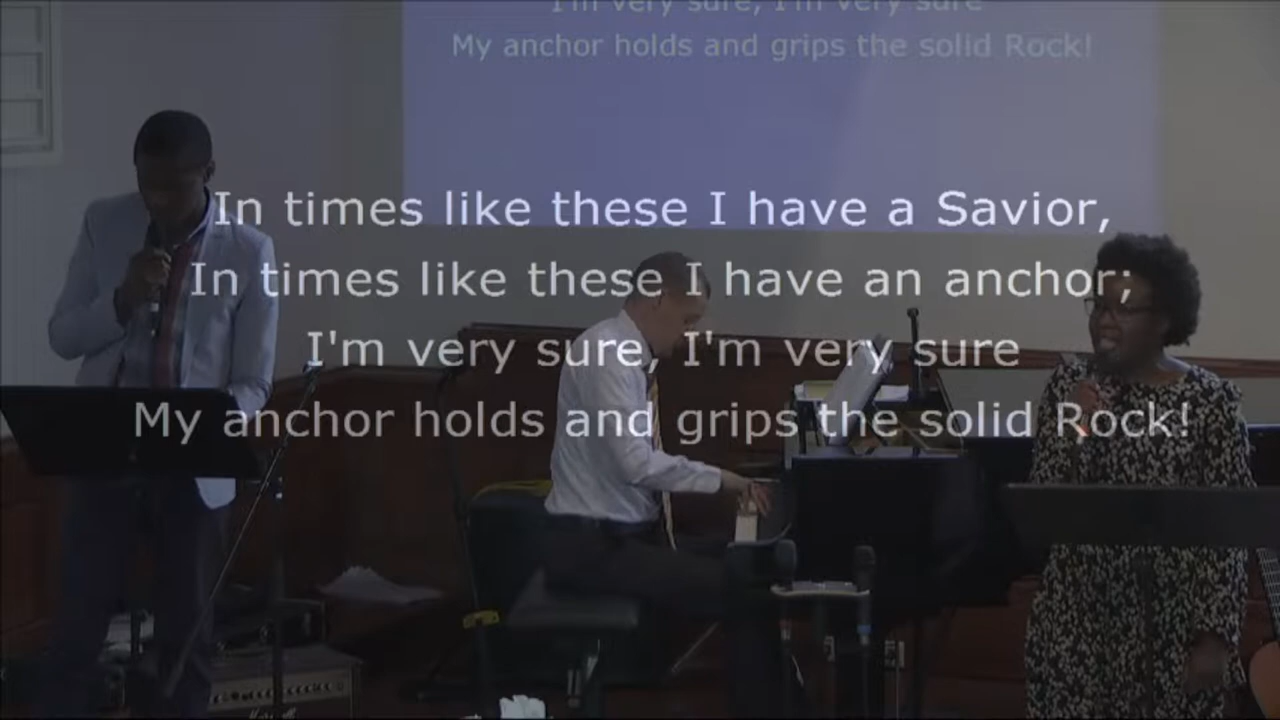 I'm very sure, I'm very sure
My anchor holds and grips the solid Rock!
In times like these I have a Savior,
In times like these I have an anchor;
I'm very sure, I'm very sure
My anchor holds and grips the solid Rock!